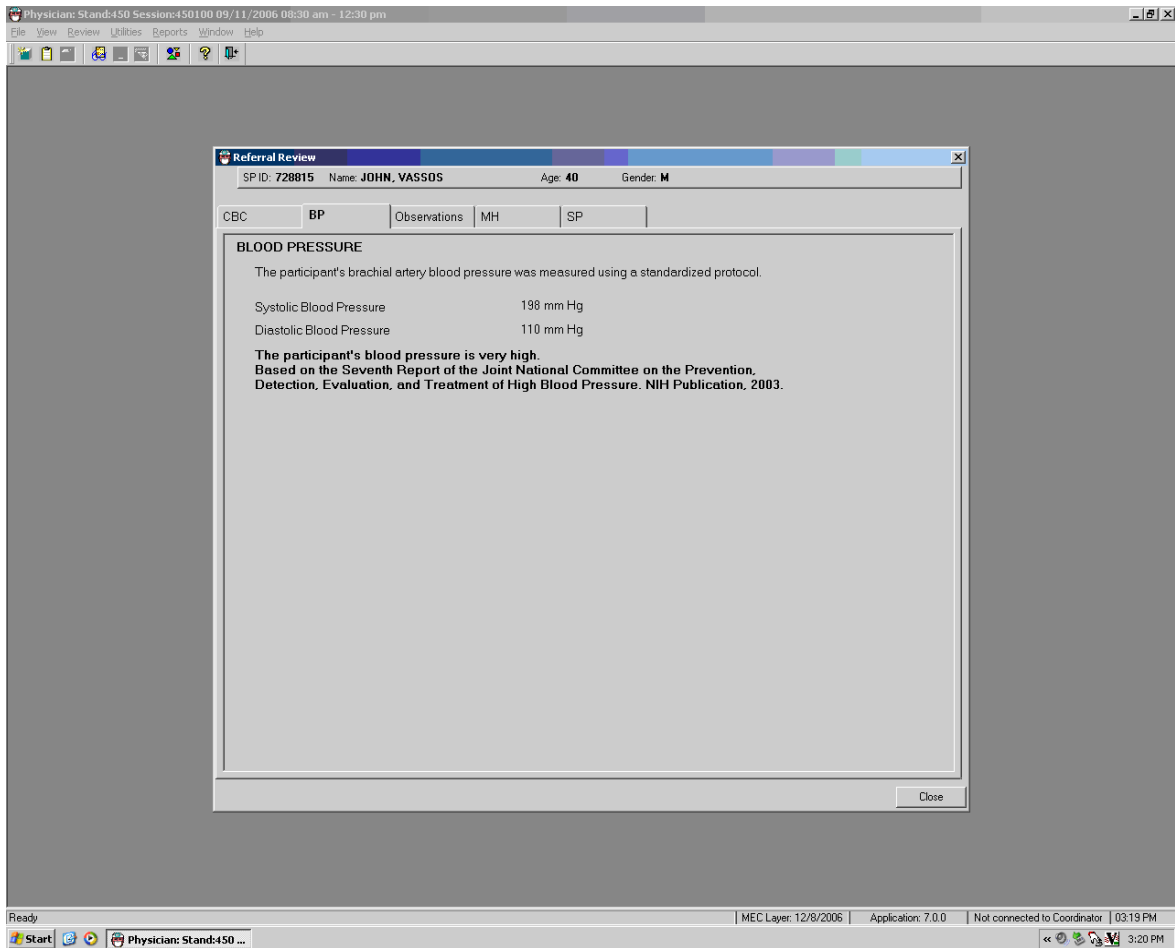 Physician: Stand:450 Session:450100 09/11/2006 08:30 am - 12:30 pm
File View Review Utilities Reports Window Help
Referral Review
SP ID: 728815 Name: JOHN, VASSOS Age: 40 Gender: M
CBC BP Observations MH SP
BLOOD PRESSURE
The participant's brachial artery blood pressure was measured using a standardized protocol.
Systolic Blood Pressure 198 mm Hg
Diastolic Blood Pressure 110 mm Hg
The participant's blood pressure is very high.
Based on the Seventh Report of the Joint National Committee on the Prevention,
Detection, Evaluation, and Treatment of High Blood Pressure. NIH Publication, 2003.
Close
Ready MEC Layer: 12/8/2006 Application: 7.0.0 Not connected to Coordinator 03:19 PM
Start Physician: Stand:450 ... « 3:20 PM